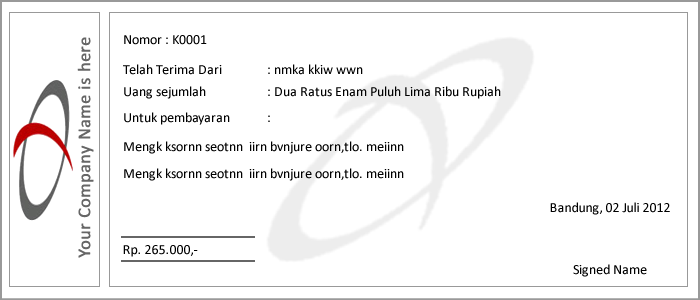 Your Company Name is here
Nomor : K0001
Telah Terima Dari : nmka kkiw wwn
Uang sejumlah : Dua Ratus Enam Puluh Lima Ribu Rupiah
Untuk pembayaran :
Mengk ksornn seotnn iirn bvnjure oorn,tlo. meiinn
Mengk ksornn seotnn iirn bvnjure oorn,tlo. meiinn
Bandung, 02 Juli 2012
Rp. 265.000,-
Signed Name